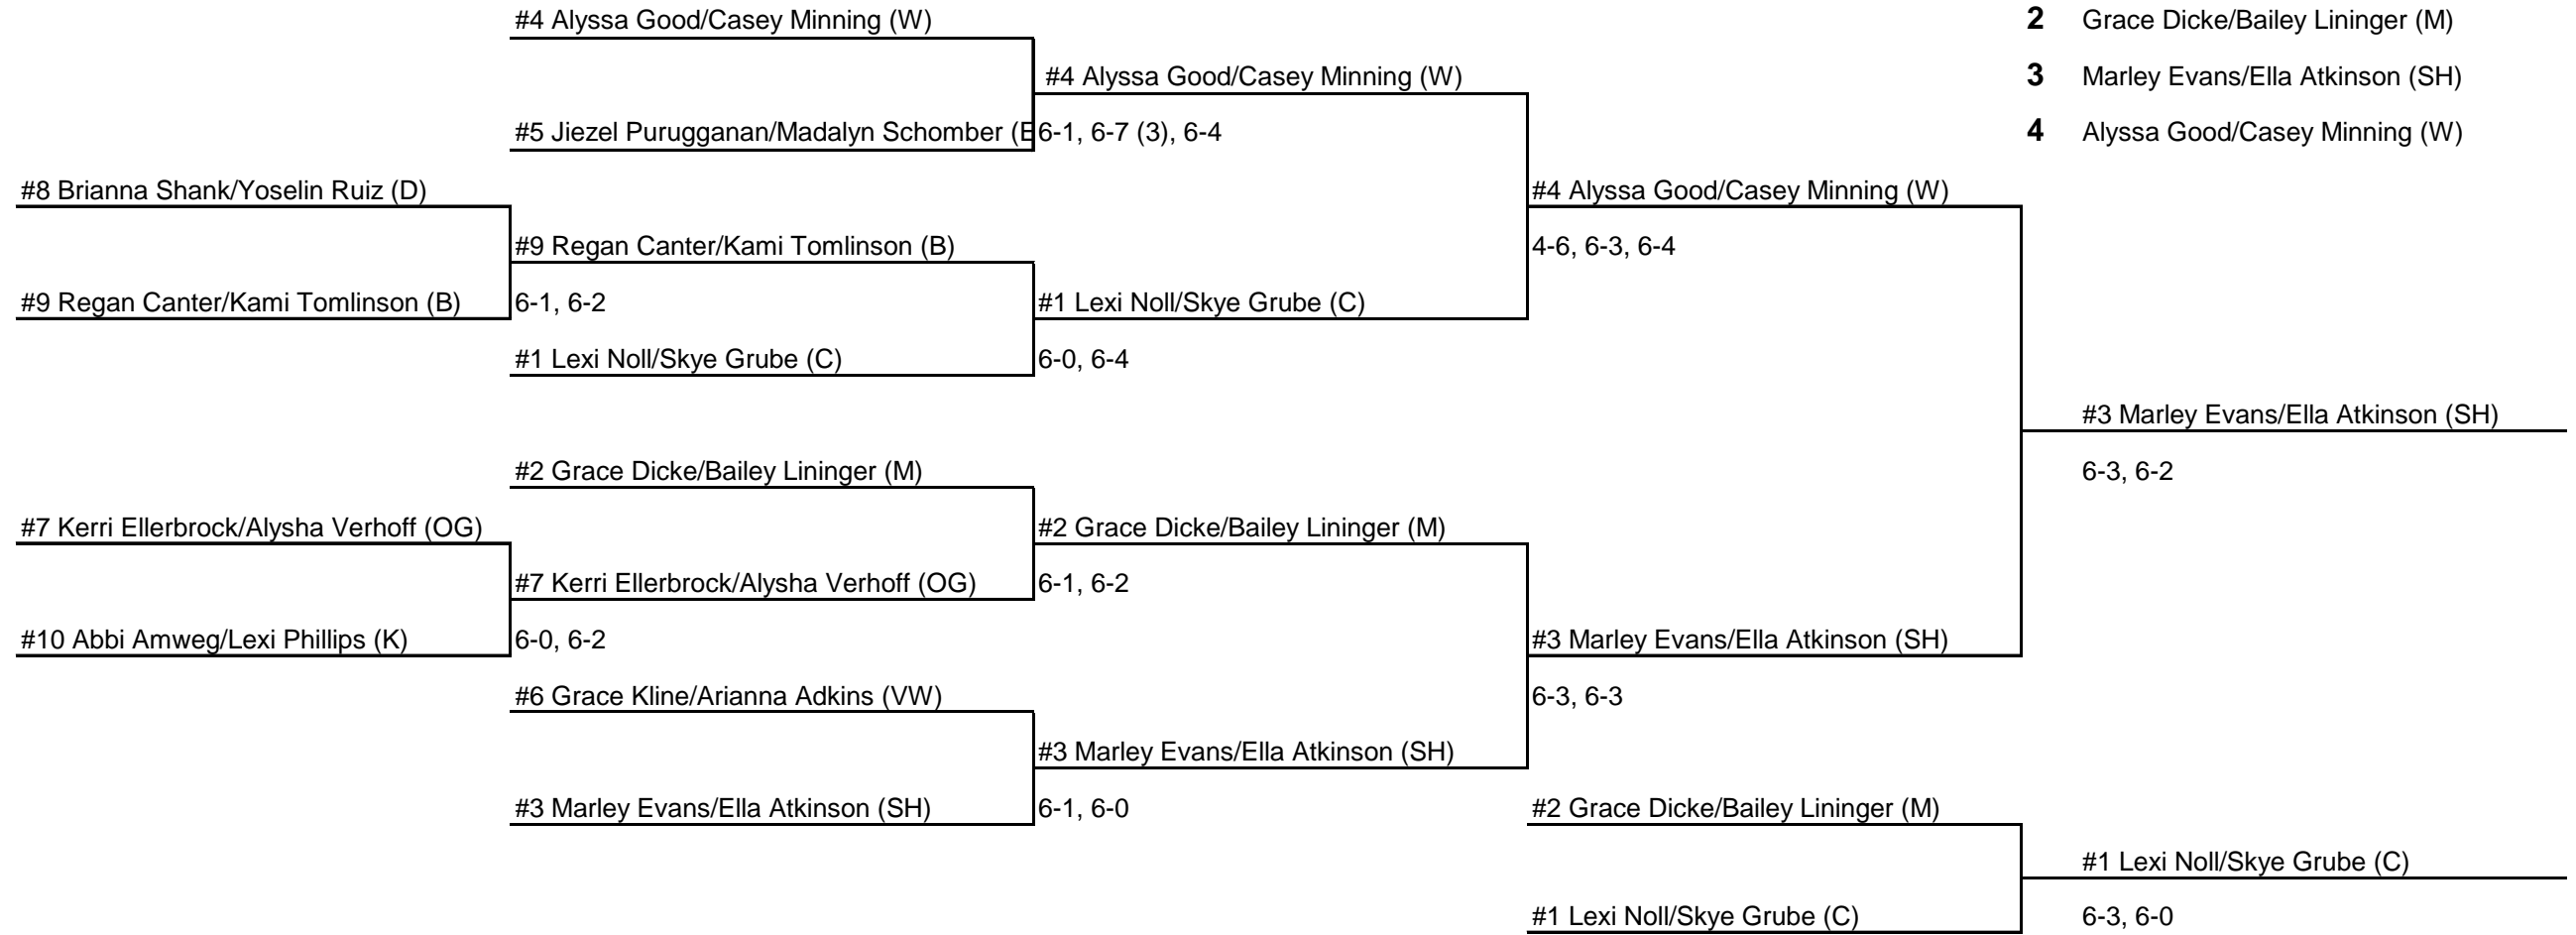 #4 Alyssa Good/Casey Minning (W)
2 Grace Dicke/Bailey Lininger (M)
#4 Alyssa Good/Casey Minning (W)
3 Marley Evans/Ella Atkinson (SH)
#5 Jiezel Purugganan/Madalyn Schomber (E
6-1, 6-7 (3), 6-4
4 Alyssa Good/Casey Minning (W)
#8 Brianna Shank/Yoselin Ruiz (D)
#4 Alyssa Good/Casey Minning (W)
#9 Regan Canter/Kami Tomlinson (B)
4-6, 6-3, 6-4
#9 Regan Canter/Kami Tomlinson (B)
6-1, 6-2
#1 Lexi Noll/Skye Grube (C)
#1 Lexi Noll/Skye Grube (C)
6-0, 6-4
#3 Marley Evans/Ella Atkinson (SH)
#2 Grace Dicke/Bailey Lininger (M)
6-3, 6-2
#7 Kerri Ellerbrock/Alysha Verhoff (OG)
#2 Grace Dicke/Bailey Lininger (M)
#7 Kerri Ellerbrock/Alysha Verhoff (OG)
6-1, 6-2
#10 Abbi Amweg/Lexi Phillips (K)
6-0, 6-2
#3 Marley Evans/Ella Atkinson (SH)
#6 Grace Kline/Arianna Adkins (VW)
6-3, 6-3
#3 Marley Evans/Ella Atkinson (SH)
#3 Marley Evans/Ella Atkinson (SH)
6-1, 6-0
#2 Grace Dicke/Bailey Lininger (M)
#1 Lexi Noll/Skye Grube (C)
#1 Lexi Noll/Skye Grube (C)
6-3, 6-0